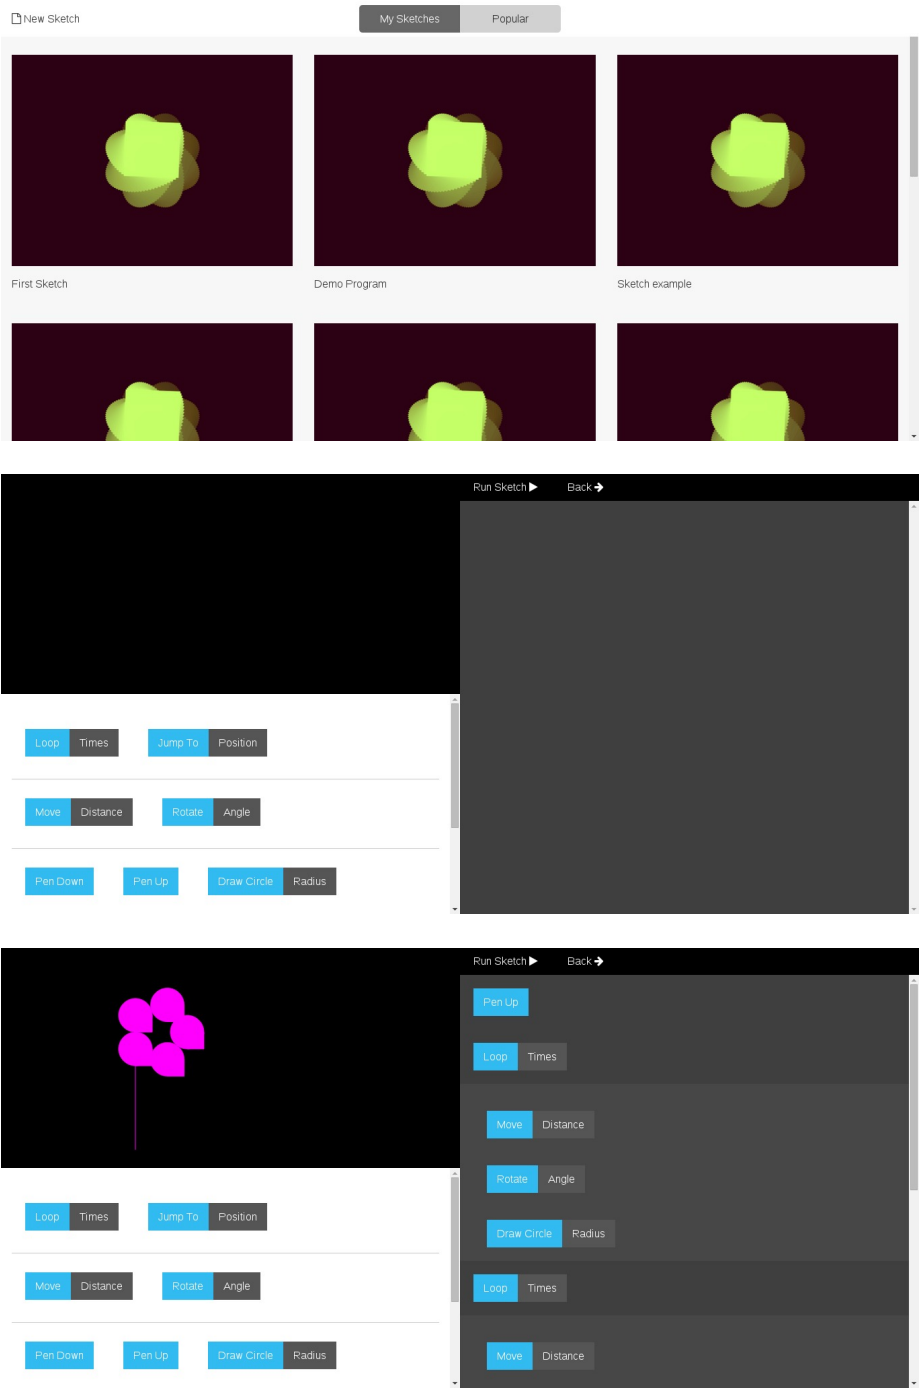 New Sketch My Sketches Popular
First Sketch Demo Program Sketch example
Run Sketch Back
Loop Times Jump To Position
Move Distance Rotate Angle
Pen Down Pen Up Draw Circle Radius
Run Sketch Back
Pen Up
Loop Times
Move Distance
Rotate Angle
Draw Circle Radius
Loop Times
Move Distance
Loop Times Jump To Position
Move Distance Rotate Angle
Pen Down Pen Up Draw Circle Radius